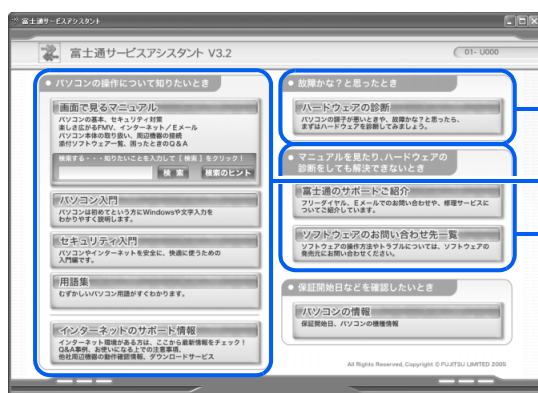 富士通サービスアシスタント
富士通サービスアシスタント V3.2
01- U000
パソコンの操作について知りたいとき
画面で見るマニュアル
パソコンの基本、セキュリティ対策
楽しさ広がるFMV、インターネット／Eメール
パソコン本体の取り扱い、周辺機器の接続
添付ソフトウェア一覧、困ったときのQ＆A
検索する・・・知りたいことを入力して [ 検索 ] をクリック！
検 索
検索のヒント
パソコン入門
パソコンは初めてという方にWindowsや文字入力を
わかりやすく説明します。
セキュリティ入門
パソコンやインターネットを安全に、快適に使うための
入門編です。
用語集
むずかしいパソコン用語がすぐわかります。
インターネットのサポート情報
インターネット環境がある方は、ここから最新情報をチェック！
Q&A事例、お使いになる上での注意事項、
他社周辺機器の動作確認情報、ダウンロードサービス
故障かな？と思ったとき
ハードウェアの診断
パソコンの調子が悪いときや、故障かな？と思ったら、
まずはハードウェアを診断してみましょう。
マニュアルを見たり、ハードウェアの
診断をしても解決できないとき
富士通のサポートご紹介
フリーダイヤル、Eメールでのお問い合わせや、修理サービスに
ついてご紹介しています。
ソフトウェアのお問い合わせ先一覧
ソフトウェアの操作方法やトラブルについては、ソフトウェアの
発売元にお問い合わせください。
保証開始日などを確認したいとき
パソコンの情報
保証開始日、パソコンの機種情報
All Rights Reserved, Copyright © FUJITSU LIMITED 2005